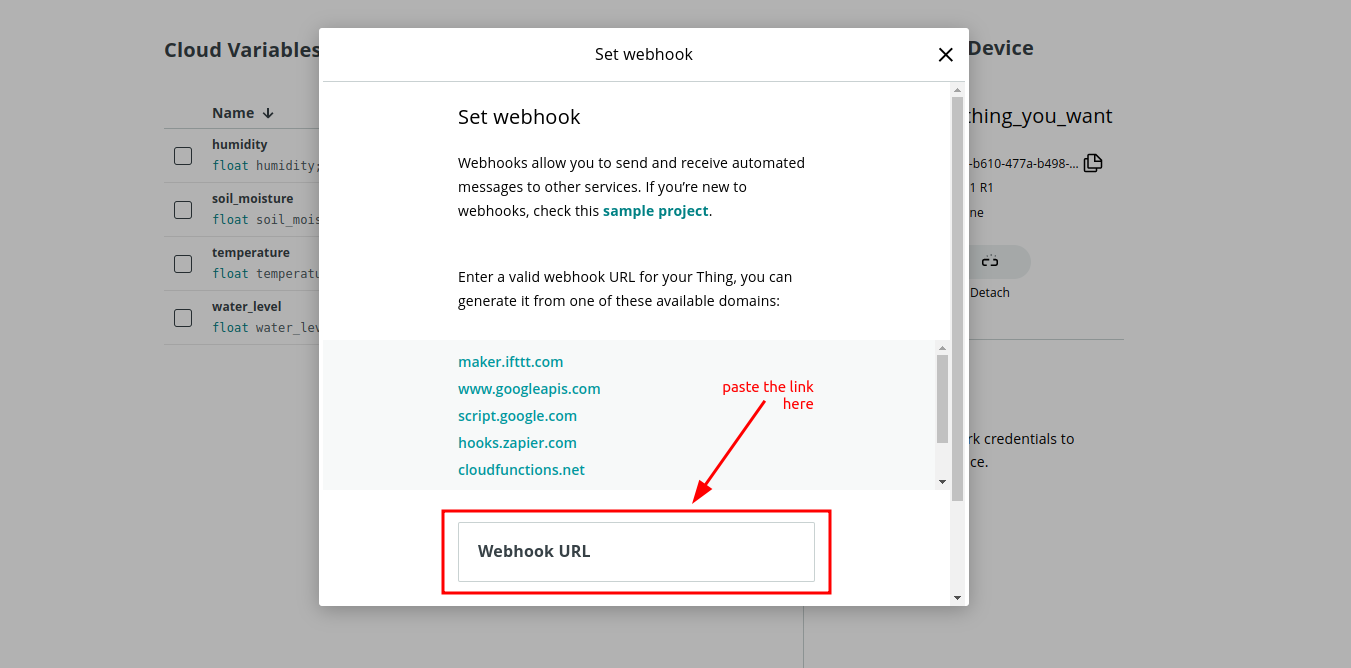 Cloud Variables
Name ↓
humidity
float humidity;
soil_moisture
float soil_mois
temperature
float temperatu
water_level
float water_lev
Set webhook
Set webhook
Webhooks allow you to send and receive automated
messages to other services. If you’re new to
webhooks, check this sample project.
Enter a valid webhook URL for your Thing, you can
generate it from one of these available domains:
maker.ifttt.com
www.googleapis.com
script.google.com
hooks.zapier.com
cloudfunctions.net
paste the link
here
Webhook URL
Device
thing_you_want
-b610-477a-b498-...
1 R1
ne
Detach
rk credentials to
ce.